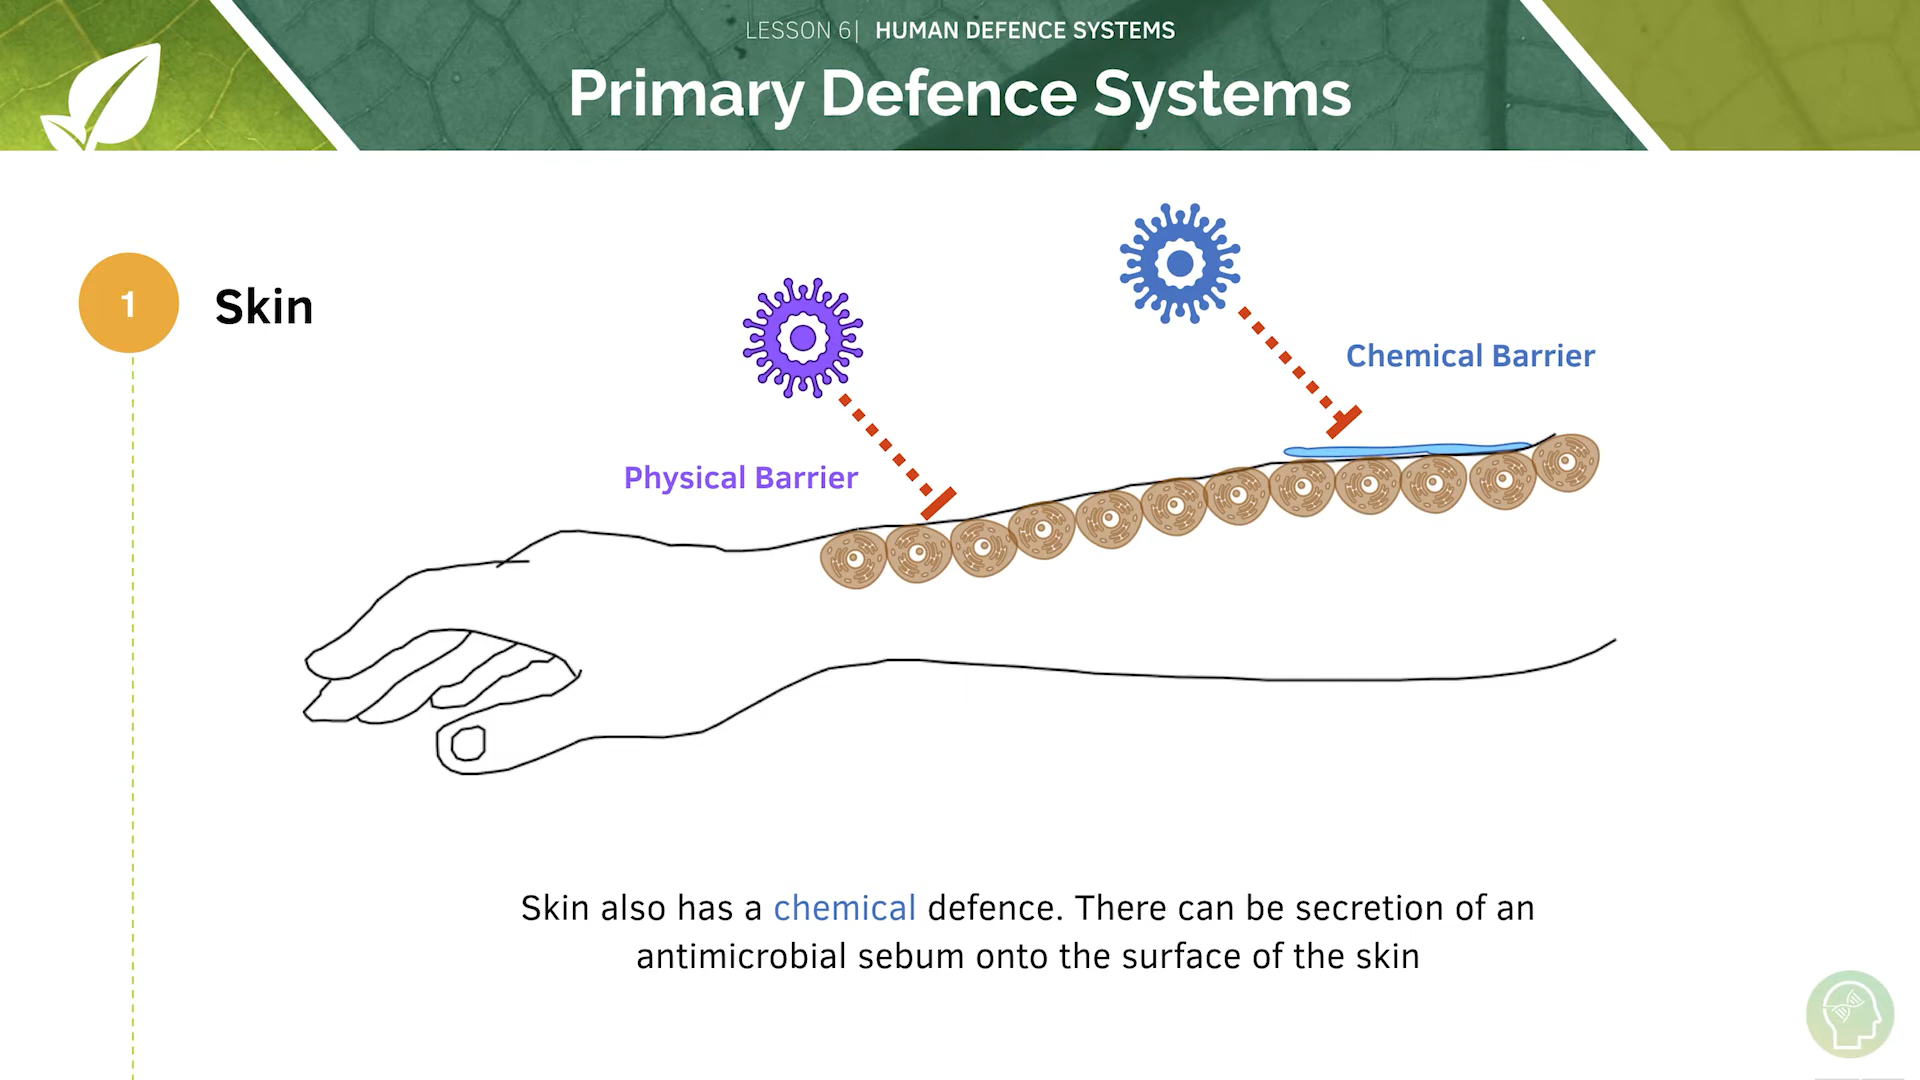 LESSON 6| HUMAN DEFENCE SYSTEMS
Primary Defence Systems
1
Skin
Chemical Barrier
Physical Barrier
Skin also has a chemical defence. There can be secretion of an
antimicrobial sebum onto the surface of the skin